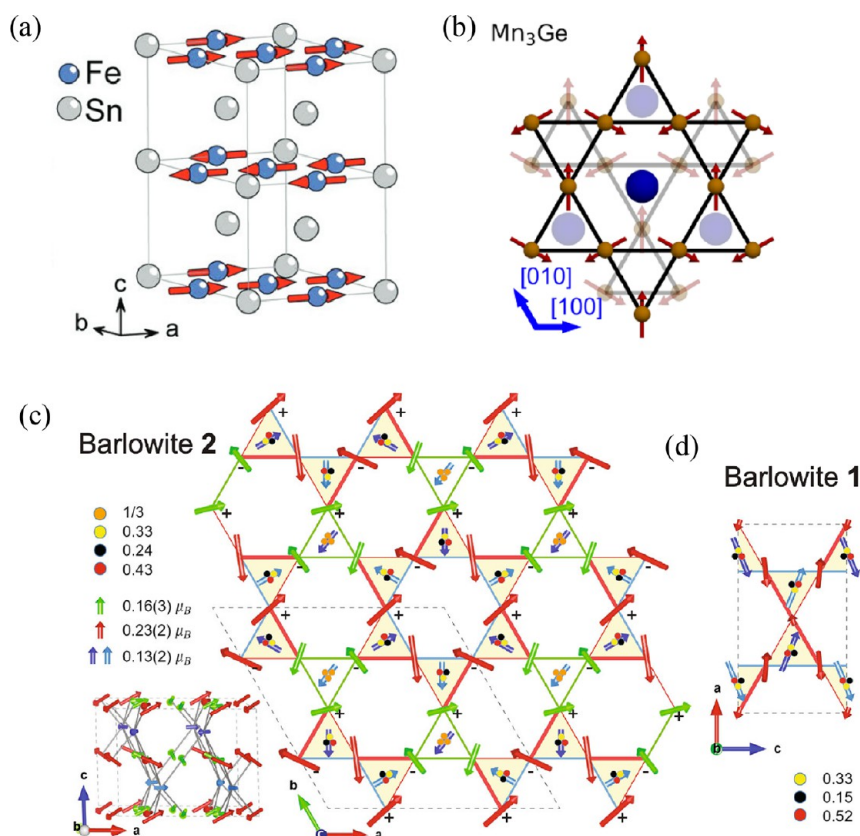 (a)
Fe
Sn
c
b
a
(b)
Mn₃Ge
[010]
[100]
(c)
Barlowite 2
1/3
0.33
0.24
0.43
0.16(3) μB
0.23(2) μB
0.13(2) μB
+ + +
- - - -
+ +
- - -
+ +
- - -
+ +
- - -
+ +
c
b
a
b
a
(d)
Barlowite 1
a
b
c
0.33
0.15
0.52